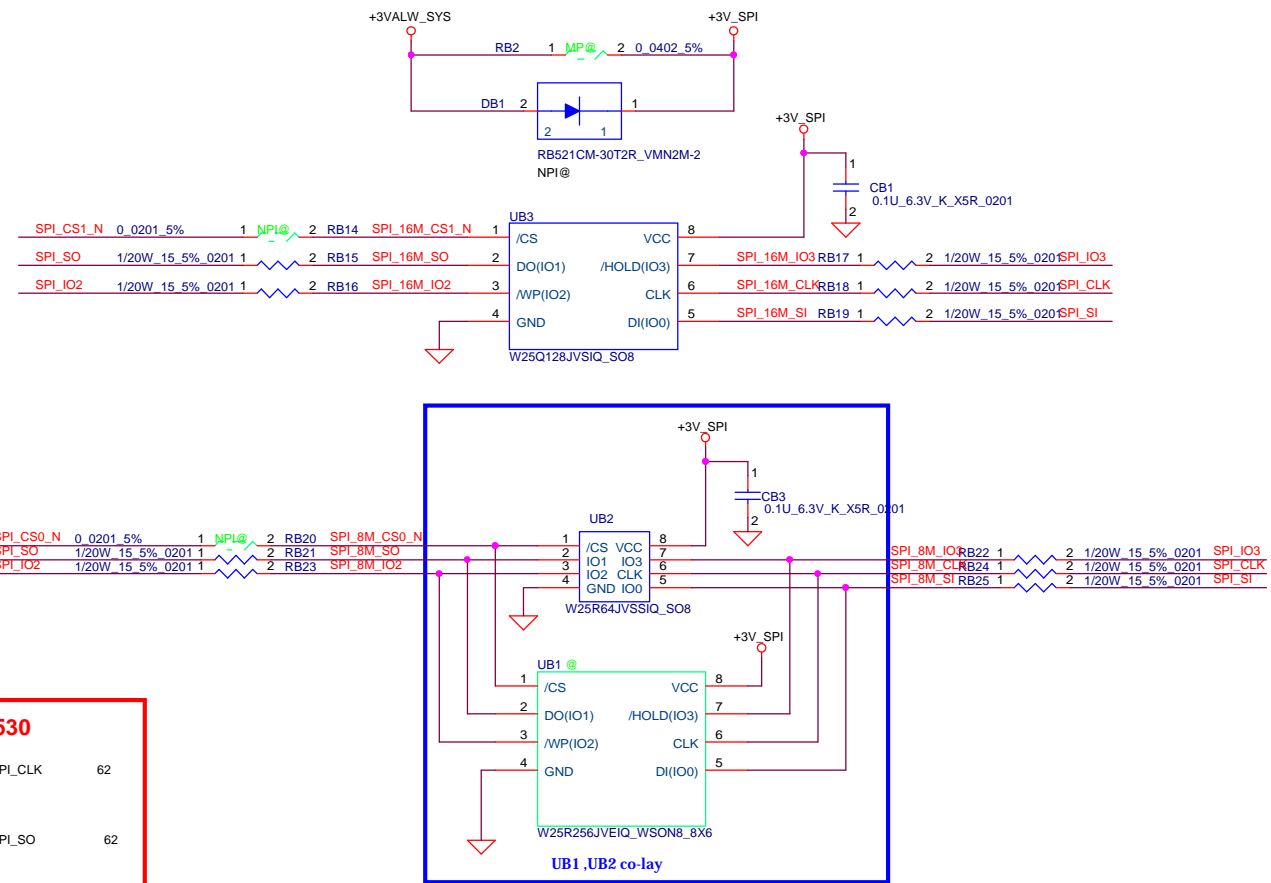 +3VALW_SYS +3V_SPI
RB2 1 MP@ 2 0_0402_5%
DB1 2 1
2 1
RB521CM-30T2R_VMN2M-2
NPI@
+3V_SPI
1
CB1
0.1U_6.3V_K_X5R_0201
2
UB3
SPI_CS1_N 0_0201_5% 1 NPI@ 2 RB14 SPI_16M_CS1_N 1 /CS VCC 8
SPI_SO 1/20W_15_5%_0201 1 2 RB15 SPI_16M_SO 2 DO(IO1) /HOLD(IO3) 7 SPI_16M_IO3 RB17 1 2 1/20W_15_5%_0201 SPI_IO3
SPI_IO2 1/20W_15_5%_0201 1 2 RB16 SPI_16M_IO2 3 /WP(IO2) CLK 6 SPI_16M_CLK RB18 1 2 1/20W_15_5%_0201 SPI_CLK
4 GND DI(IO0) 5 SPI_16M_SI RB19 1 2 1/20W_15_5%_0201 SPI_SI
W25Q128JVSIQ_SO8
+3V_SPI
1
CB3
0.1U_6.3V_K_X5R_0201
2
UB2
SPI_CS0_N 0_0201_5% 1 NPI@ 2 RB20 SPI_8M_CS0_N 1 /CS VCC 8
SPI_SO 1/20W_15_5%_0201 1 2 RB21 SPI_8M_SO 2 IO1 IO3 7 SPI_8M_IO3 RB22 1 2 1/20W_15_5%_0201 SPI_IO3
SPI_IO2 1/20W_15_5%_0201 1 2 RB23 SPI_8M_IO2 3 IO2 CLK 6 SPI_8M_CLK RB24 1 2 1/20W_15_5%_0201 SPI_CLK
4 GND IO0 5 SPI_8M_SI RB25 1 2 1/20W_15_5%_0201 SPI_SI
W25R64JVSSIQ_SO8
+3V_SPI
UB1 @
1 /CS VCC 8
2 DO(IO1) /HOLD(IO3) 7
3 /WP(IO2) CLK 6
4 GND DI(IO0) 5
W25R256JVEIQ_WSON8_8X6
UB1 ,UB2 co-lay
530
PI_CLK 62
PI_SO 62